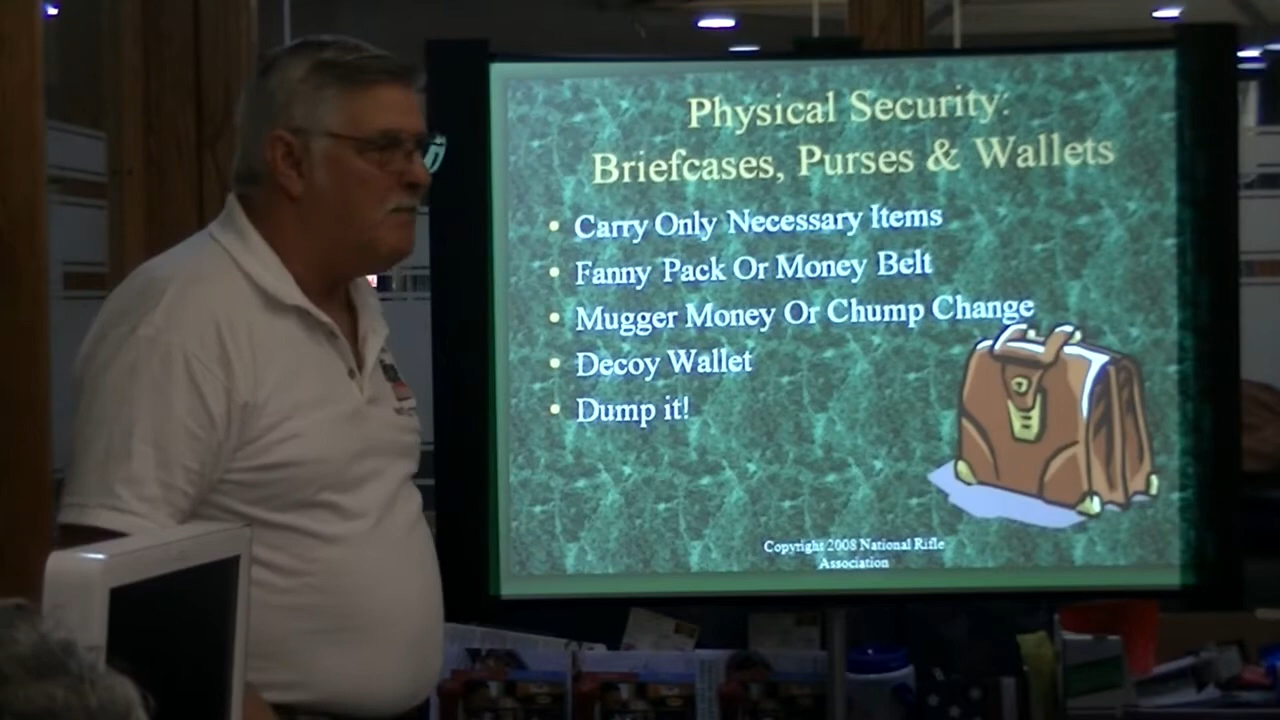 Physical Security:
Briefcases, Purses & Wallets
• Carry Only Necessary Items
• Fanny Pack Or Money Belt
• Mugger Money Or Chump Change
• Decoy Wallet
• Dump it!
Copyright 2008 National Rifle
Association